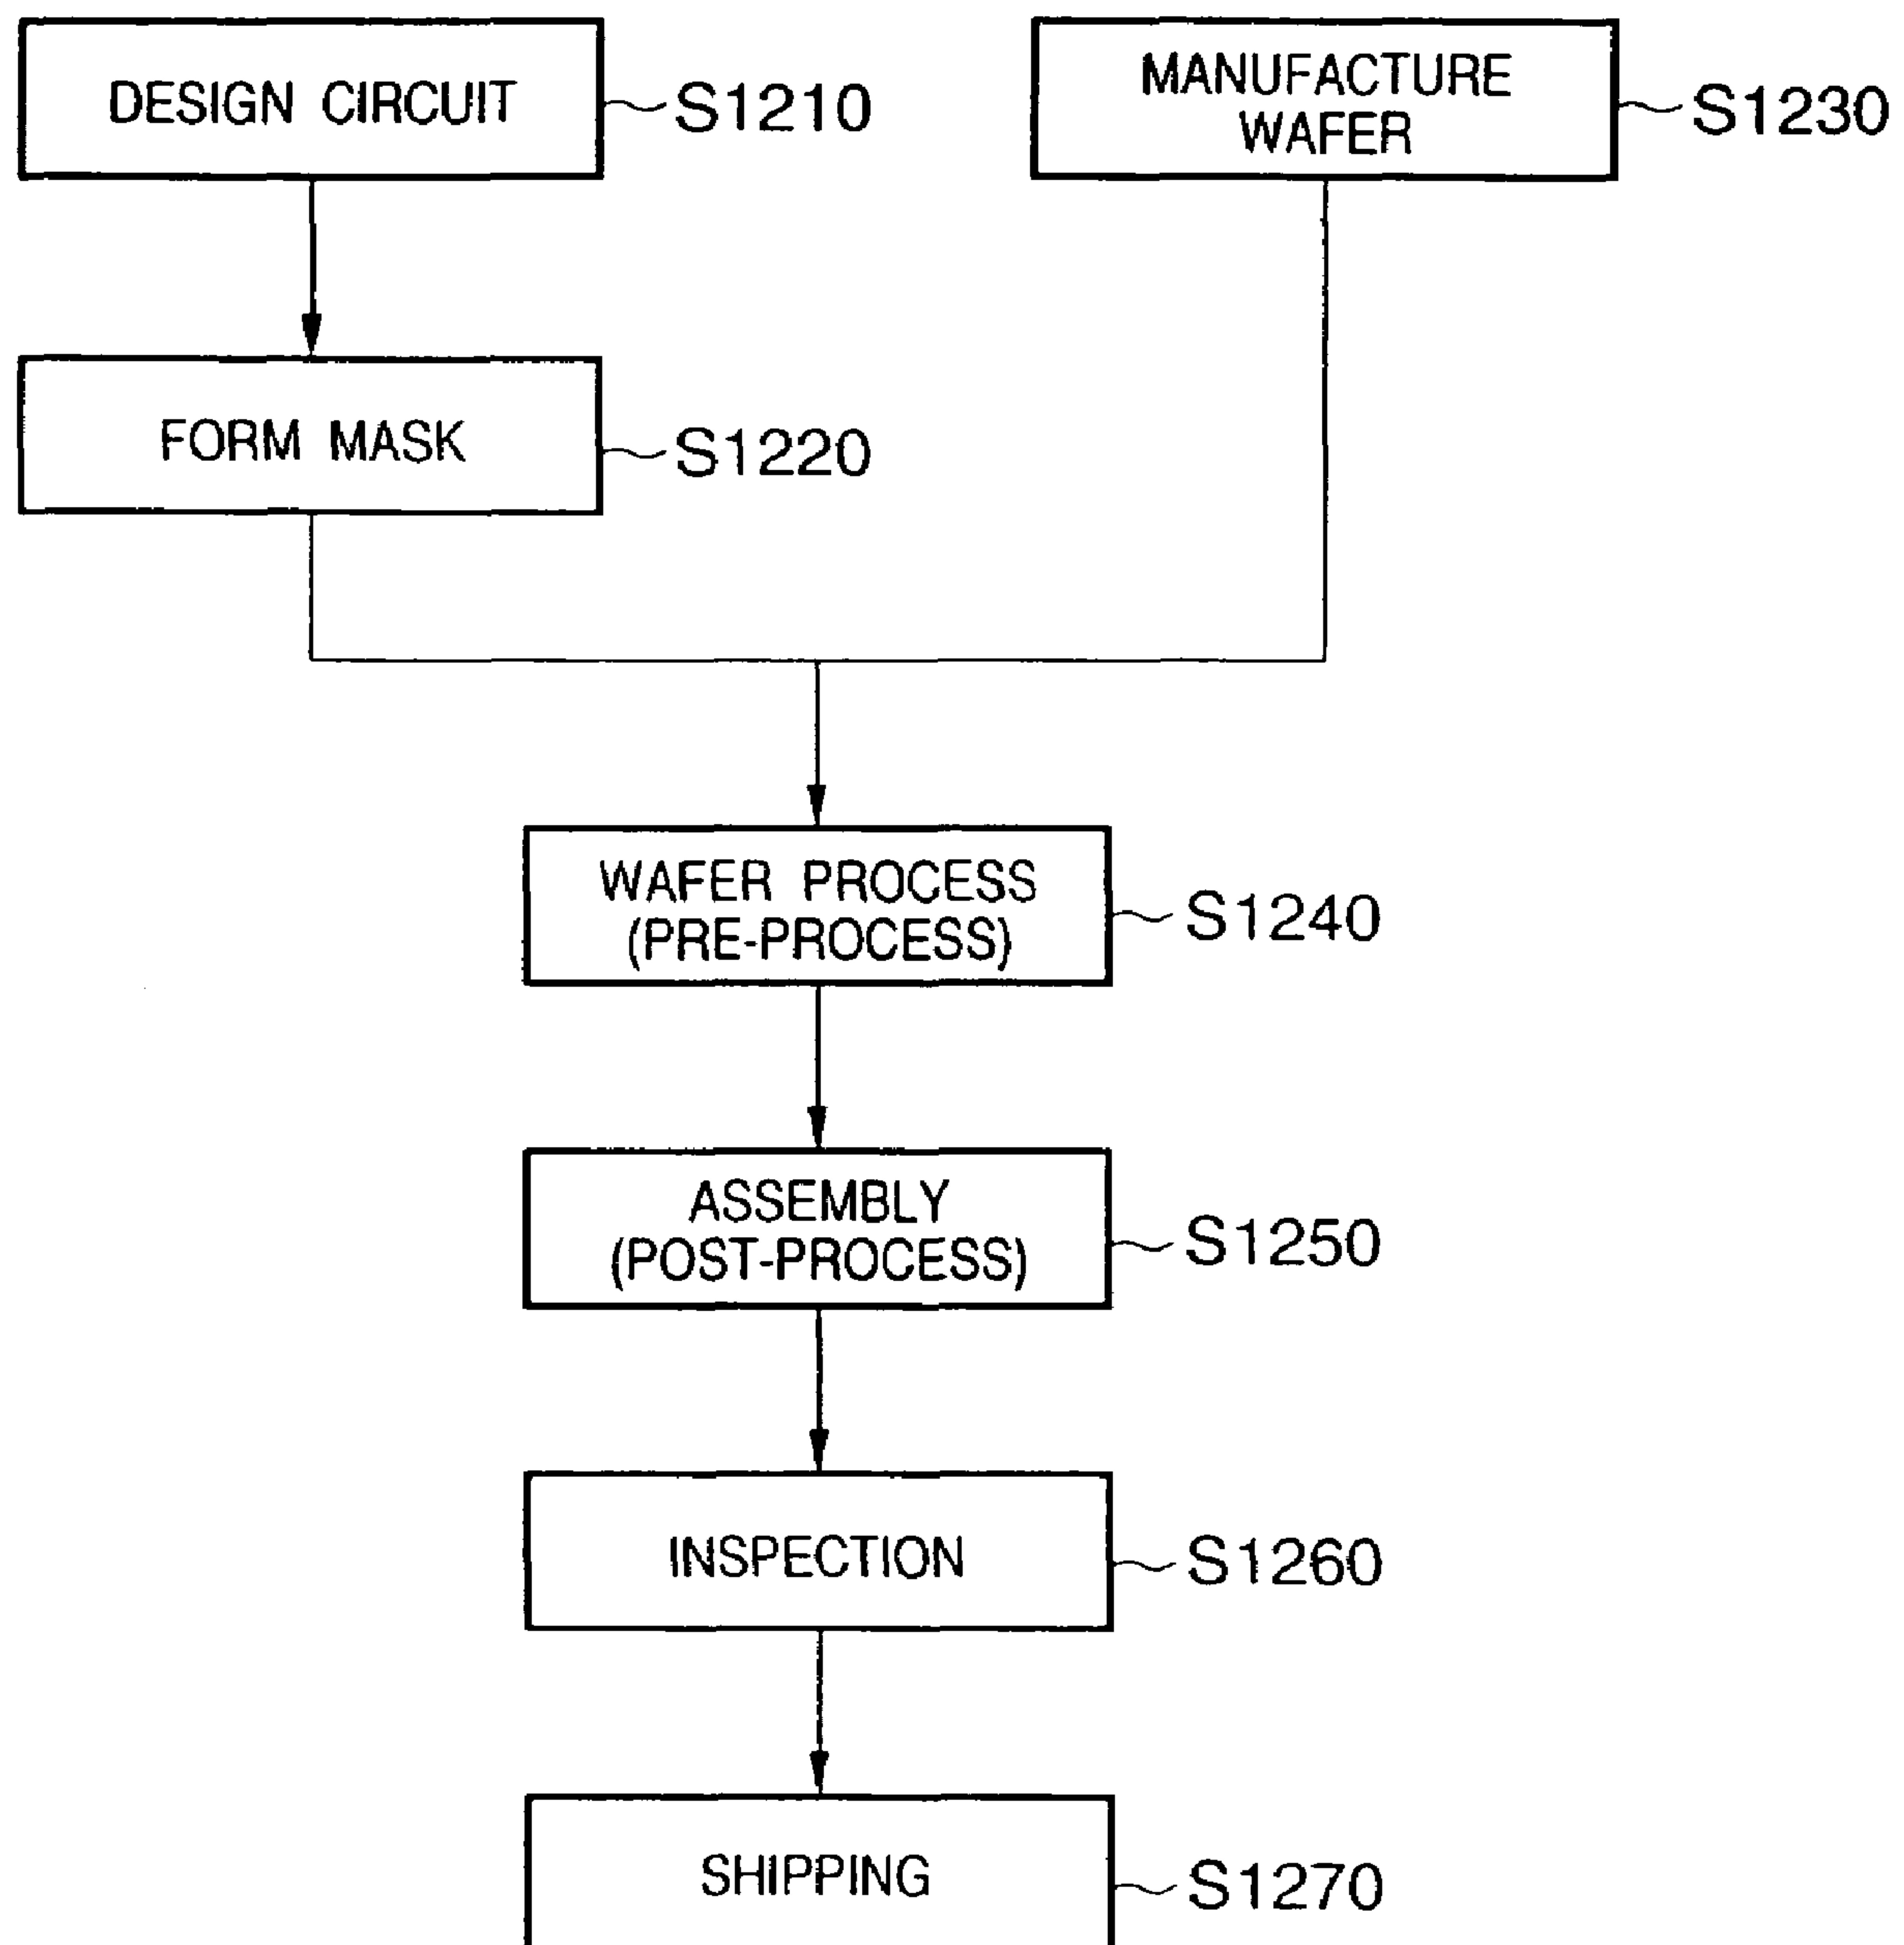 DESIGN CIRCUIT
S1210
MANUFACTURE
WAFER
S1230
FORM MASK
S1220
WAFER PROCESS
(PRE-PROCESS)
S1240
ASSEMBLY
(POST-PROCESS)
S1250
INSPECTION
S1260
SHIPPING
S1270